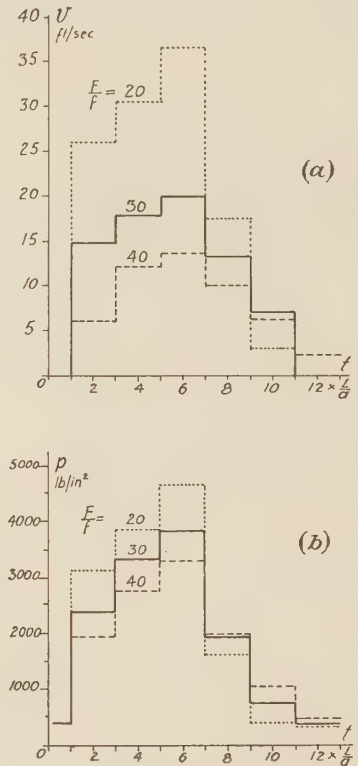 40 U
ft/sec
35
F/f = 20
30
25
(a)
20
30
15
40
10
5
t
0 2 4 6 8 10 12 × L/a
5000 p
lb/in²
F/f = 20
4000
30
(b)
3000
40
2000
1000
t
0 2 4 6 8 10 12 × L/a